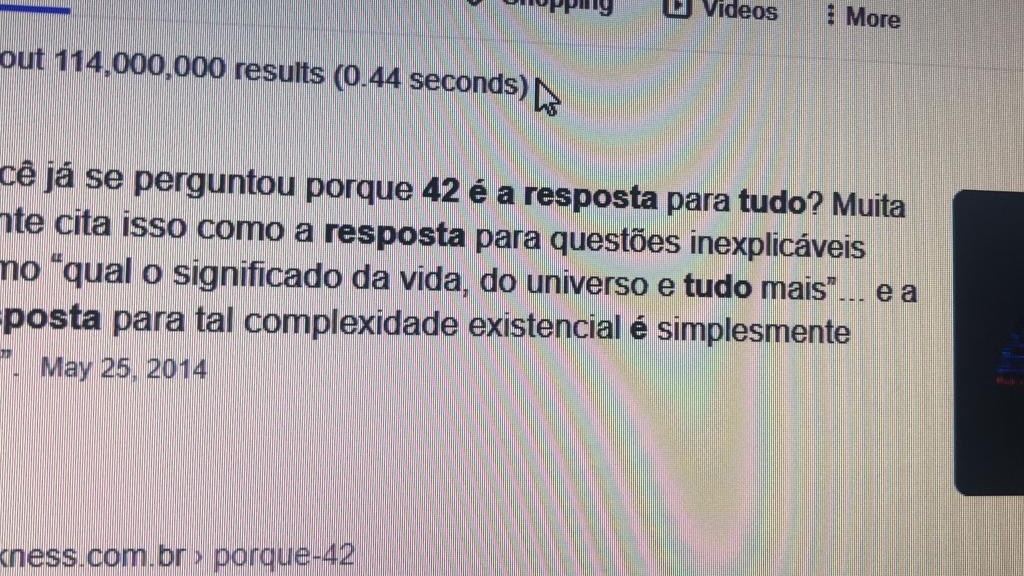 Shopping Videos More
out 114,000,000 results (0.44 seconds)
cê já se perguntou porque 42 é a resposta para tudo? Muita
nte cita isso como a resposta para questões inexplicáveis
mo “qual o significado da vida, do universo e tudo mais”... e a
sposta para tal complexidade existencial é simplesmente
”. May 25, 2014
kness.com.br › porque-42